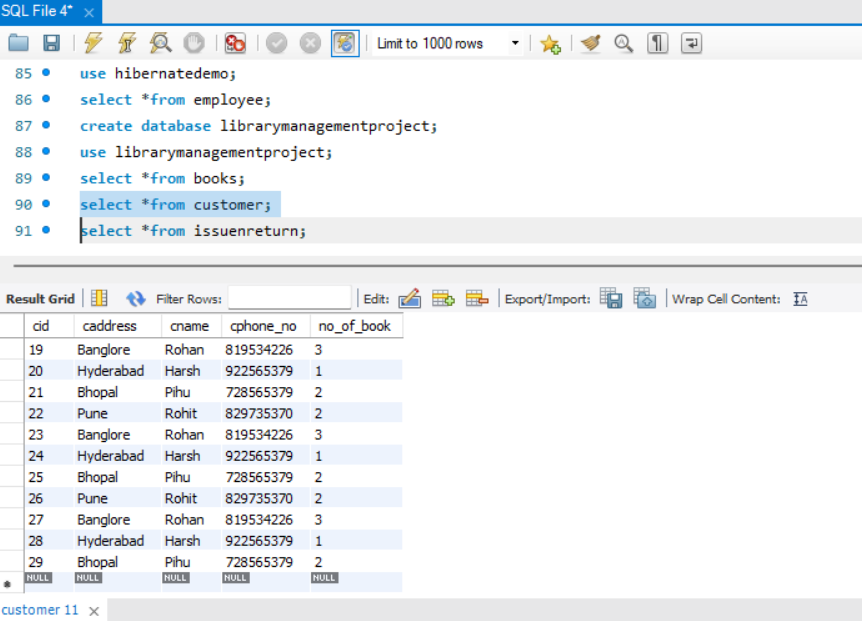 SQL File 4*
Limit to 1000 rows
85 use hibernatedemo;
86 select *from employee;
87 create database librarymanagementproject;
88 use librarymanagementproject;
89 select *from books;
90 select *from customer;
91 select *from issuenreturn;
Result Grid Filter Rows: Edit: Export/Import: Wrap Cell Content: IA
cid caddress cname cphone_no no_of_book
19 Banglore Rohan 819534226 3
20 Hyderabad Harsh 922565379 1
21 Bhopal Pihu 728565379 2
22 Pune Rohit 829735370 2
23 Banglore Rohan 819534226 3
24 Hyderabad Harsh 922565379 1
25 Bhopal Pihu 728565379 2
26 Pune Rohit 829735370 2
27 Banglore Rohan 819534226 3
28 Hyderabad Harsh 922565379 1
29 Bhopal Pihu 728565379 2
NULL NULL NULL NULL NULL
customer 11